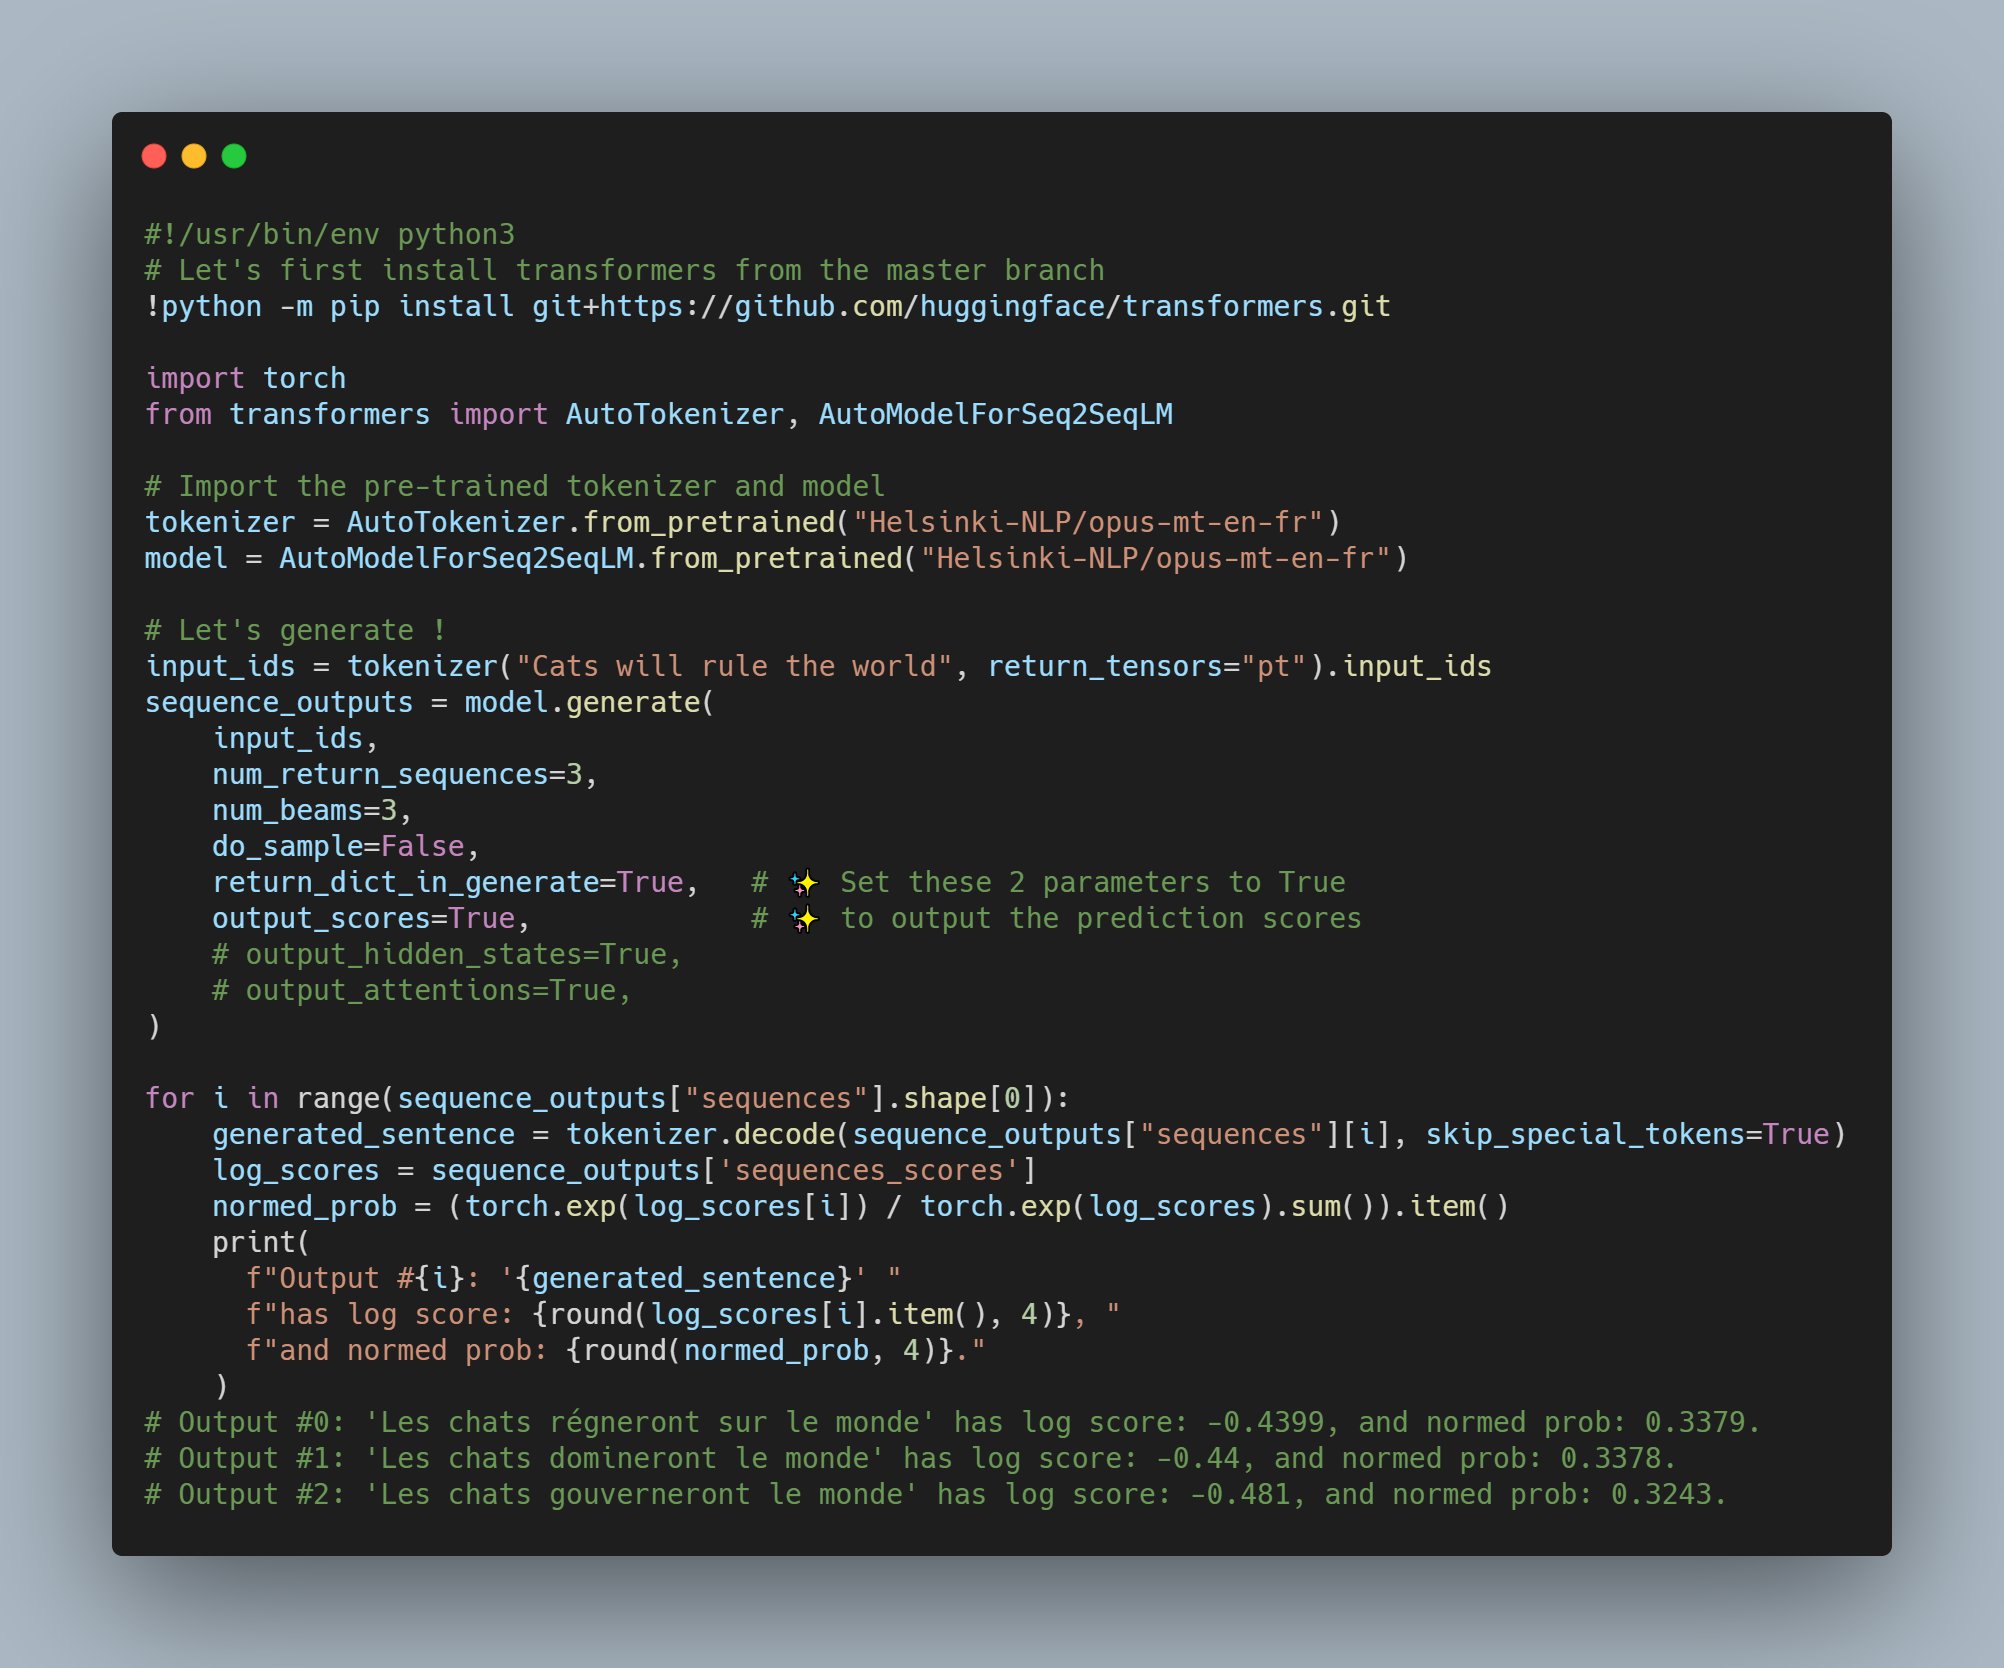 #!/usr/bin/env python3
# Let's first install transformers from the master branch
!python -m pip install git+https://github.com/huggingface/transformers.git

import torch
from transformers import AutoTokenizer, AutoModelForSeq2SeqLM

# Import the pre-trained tokenizer and model
tokenizer = AutoTokenizer.from_pretrained("Helsinki-NLP/opus-mt-en-fr")
model = AutoModelForSeq2SeqLM.from_pretrained("Helsinki-NLP/opus-mt-en-fr")

# Let's generate !
input_ids = tokenizer("Cats will rule the world", return_tensors="pt").input_ids
sequence_outputs = model.generate(
    input_ids,
    num_return_sequences=3,
    num_beams=3,
    do_sample=False,
    return_dict_in_generate=True,   # ✨ Set these 2 parameters to True
    output_scores=True,             # ✨ to output the prediction scores
    # output_hidden_states=True,
    # output_attentions=True,
)

for i in range(sequence_outputs["sequences"].shape[0]):
    generated_sentence = tokenizer.decode(sequence_outputs["sequences"][i], skip_special_tokens=True)
    log_scores = sequence_outputs['sequences_scores']
    normed_prob = (torch.exp(log_scores[i]) / torch.exp(log_scores).sum()).item()
    print(
      f"Output #{i}: '{generated_sentence}' "
      f"has log score: {round(log_scores[i].item(), 4)}, "
      f"and normed prob: {round(normed_prob, 4)}."
    )
# Output #0: 'Les chats régneront sur le monde' has log score: -0.4399, and normed prob: 0.3379.
# Output #1: 'Les chats domineront le monde' has log score: -0.44, and normed prob: 0.3378.
# Output #2: 'Les chats gouverneront le monde' has log score: -0.481, and normed prob: 0.3243.